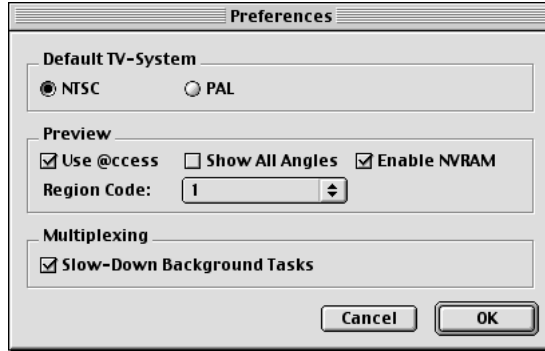 Preferences
Default TV-System
NTSC PAL
Preview
Use @ccess Show All Angles Enable NVRAM
Region Code: 1
Multiplexing
Slow-Down Background Tasks
Cancel OK